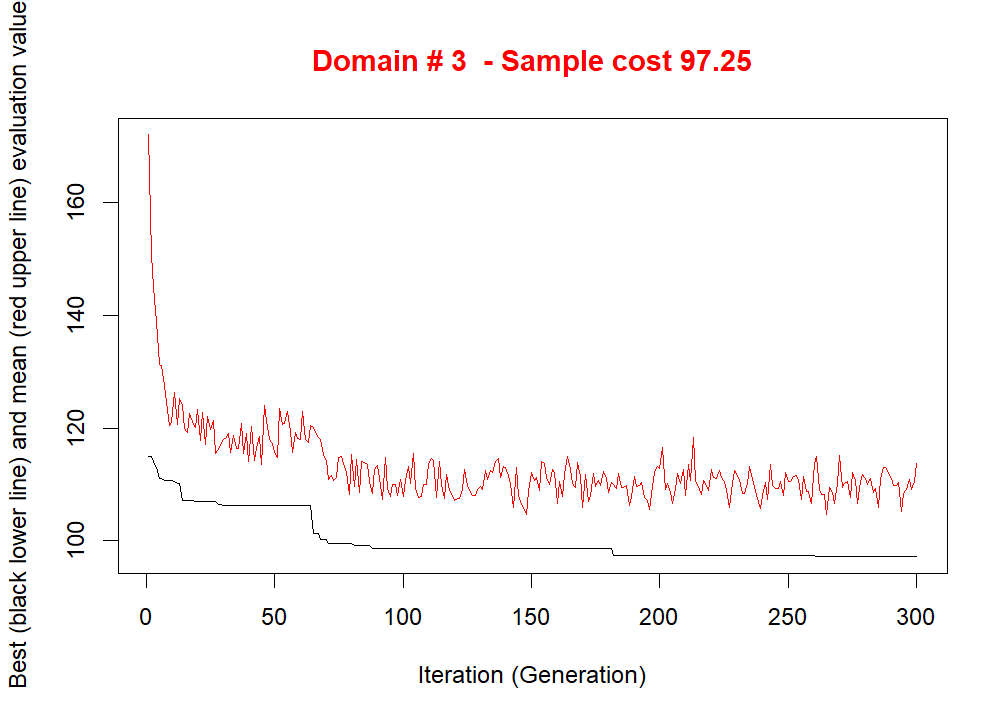 Domain # 3  - Sample cost 97.25
Best (black lower line) and mean (red upper line) evaluation value
160
140
120
100
0 50 100 150 200 250 300
Iteration (Generation)